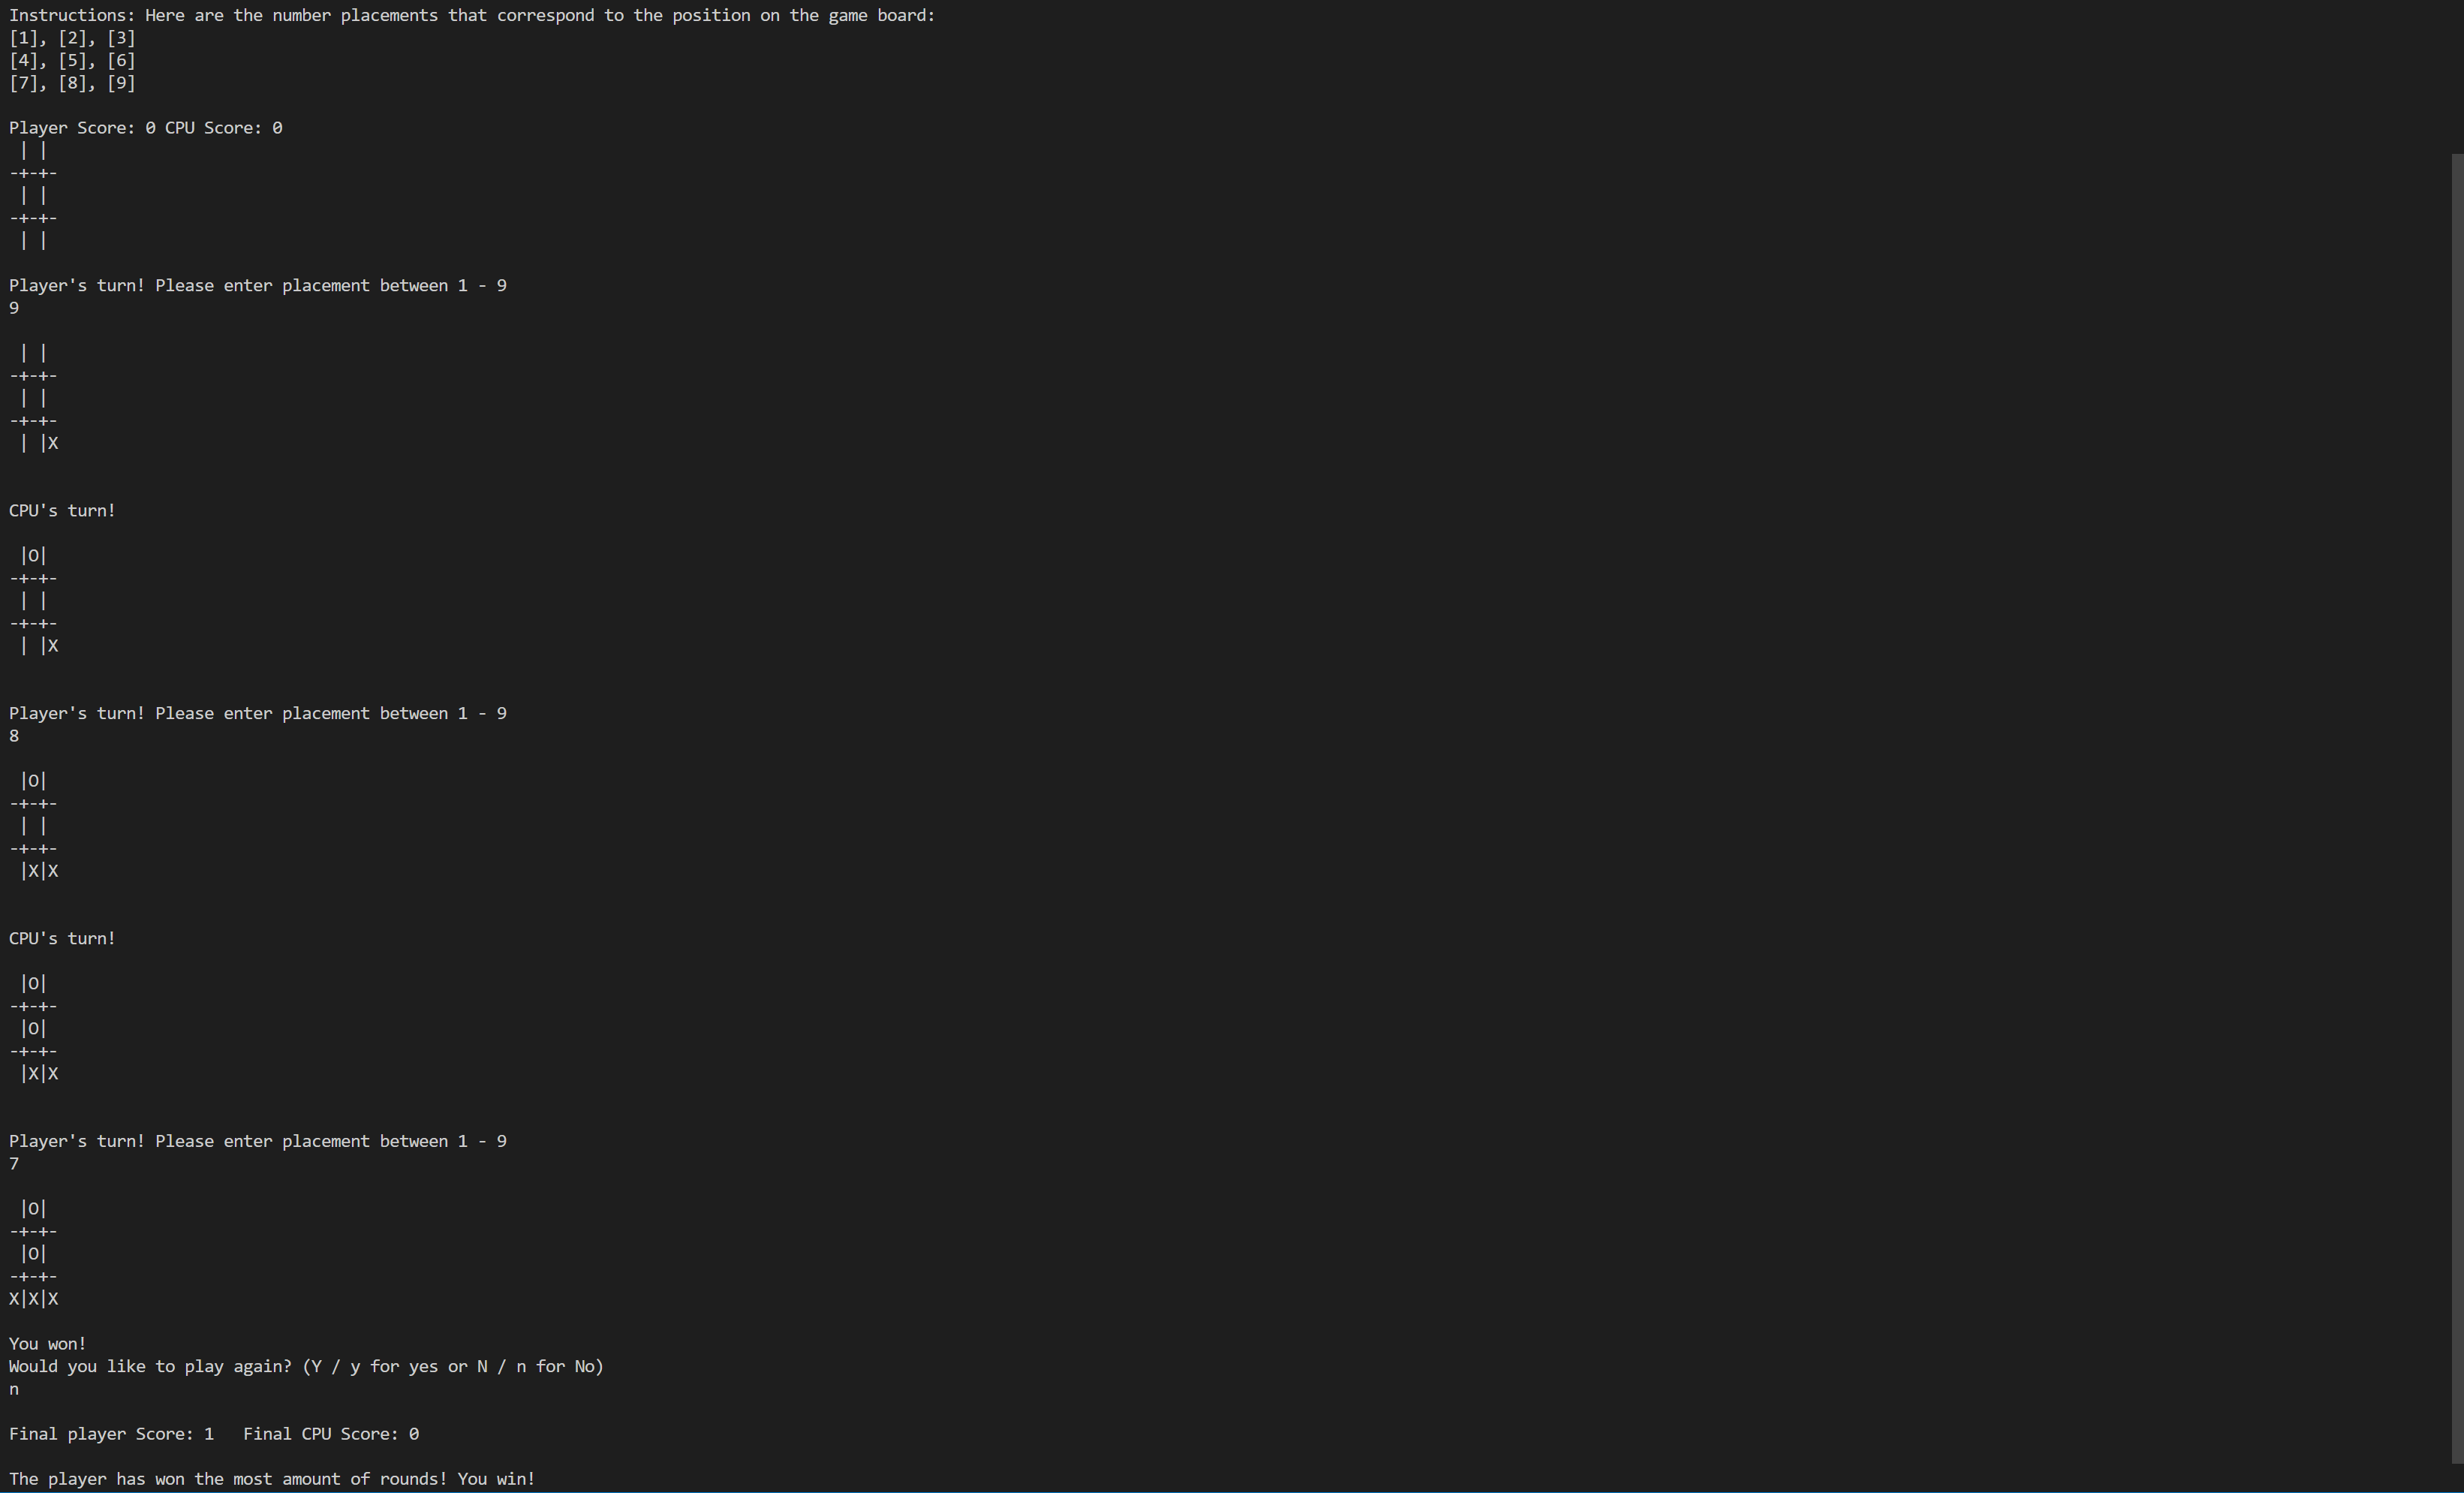 Instructions: Here are the number placements that correspond to the position on the game board:
[1], [2], [3]
[4], [5], [6]
[7], [8], [9]

Player Score: 0 CPU Score: 0
 | |
-+-+-
 | |
-+-+-
 | |

Player's turn! Please enter placement between 1 - 9
9

 | |
-+-+-
 | |
-+-+-
 | |X


CPU's turn!

 |O|
-+-+-
 | |
-+-+-
 | |X


Player's turn! Please enter placement between 1 - 9
8

 |O|
-+-+-
 | |
-+-+-
 |X|X


CPU's turn!

 |O|
-+-+-
 |O|
-+-+-
 |X|X


Player's turn! Please enter placement between 1 - 9
7

 |O|
-+-+-
 |O|
-+-+-
X|X|X

You won!
Would you like to play again? (Y / y for yes or N / n for No)
n

Final player Score: 1   Final CPU Score: 0

The player has won the most amount of rounds! You win!